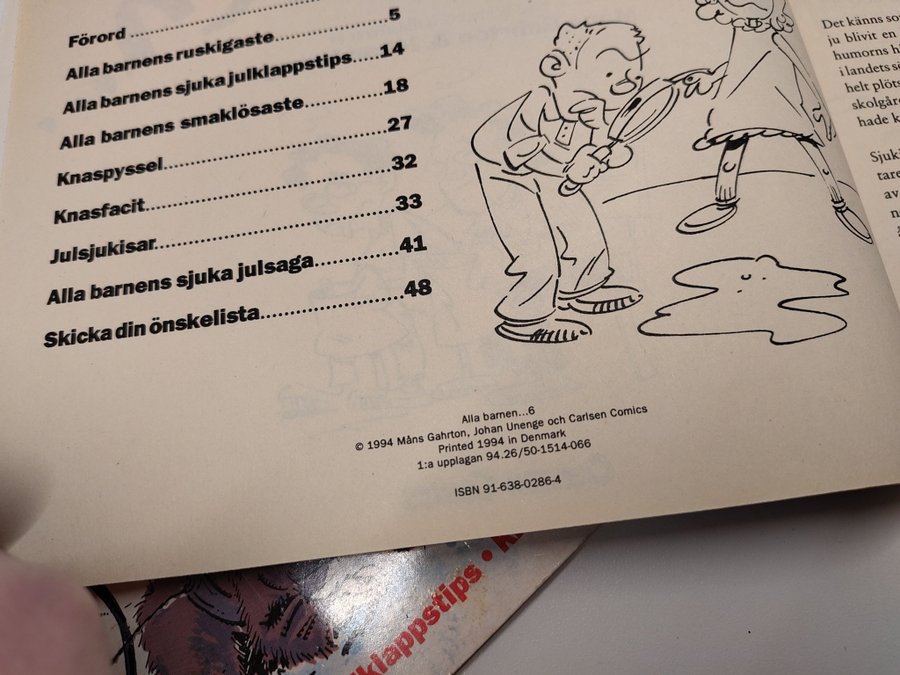 Förord ........................
Alla barnens ruskigaste................5
Alla barnens sjuka julklappstips....14
Alla barnens smaklösaste............18
Knaspyssel...............................27
Knasfacit..................................32
Julsjukisar.................................33
Alla barnens sjuka julsaga............41
Skicka din önskelista....................48
Alla barnen...6
© 1994 Måns Gahrton, Johan Unenge och Carlsen Comics
Printed 1994 in Denmark
1:a upplagan 94.26/50-1514-066
ISBN 91-638-0286-4
Det känns so
ju blivit en
humorns h
i landets s
helt plöts
skolgår
hade k
Sjuk
tare
av
lklappstips • K